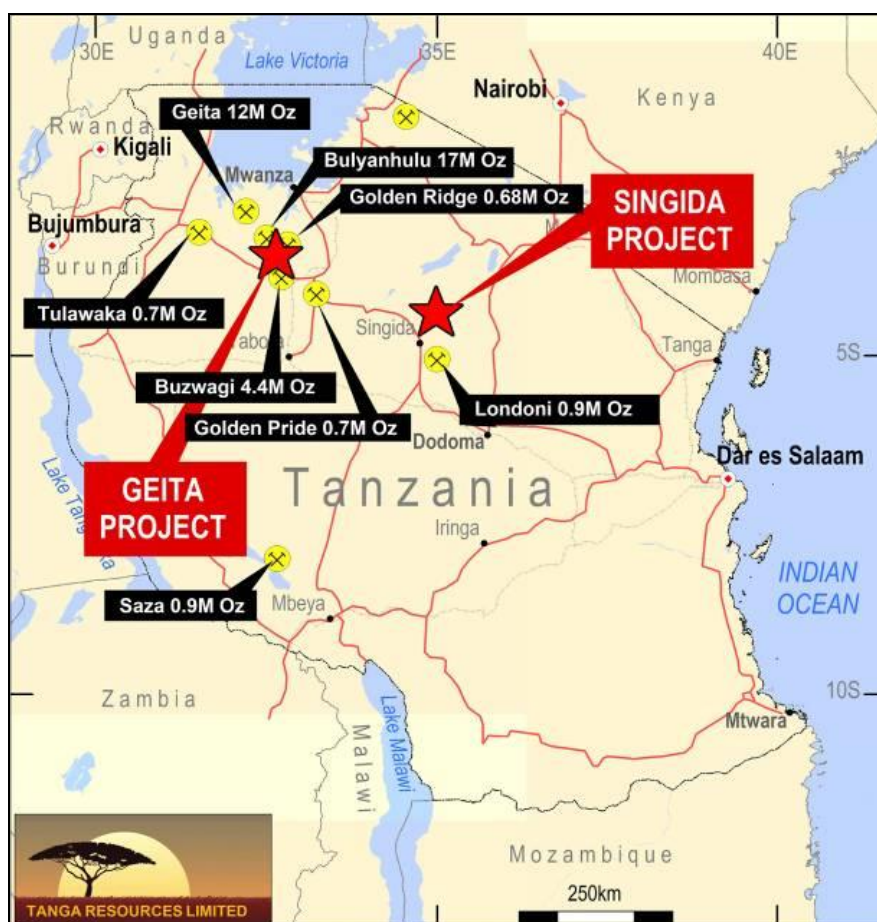 30E
35E
40E
Uganda
Lake Victoria
Nairobi
Kenya
Geita 12M Oz
Rwanda
Kigali
Bulyanhulu 17M Oz
Mwanza
Golden Ridge 0.68M Oz
SINGIDA
PROJECT
Bujumbura
Burundi
Mombasa
Tulawaka 0.7M Oz
Singida
Tanga
5S
Buzwagi 4.4M Oz
Londoni 0.9M Oz
Golden Pride 0.7M Oz
Dodoma
Dar es Salaam
GEITA
PROJECT
Tanzania
Iringa
INDIAN
OCEAN
Saza 0.9M Oz
Mbeya
Zambia
10S
Mtwara
Lake Malawi
Malawi
Mozambique
250km
TANGA RESOURCES LIMITED